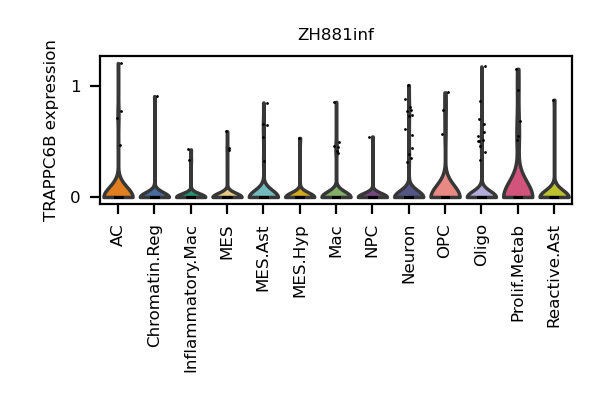 ZH881inf
TRAPPC6B expression
1
0
AC
Chromatin.Reg
Inflammatory.Mac
MES
MES.Ast
MES.Hyp
Mac
NPC
Neuron
OPC
Oligo
Prolif.Metab
Reactive.Ast